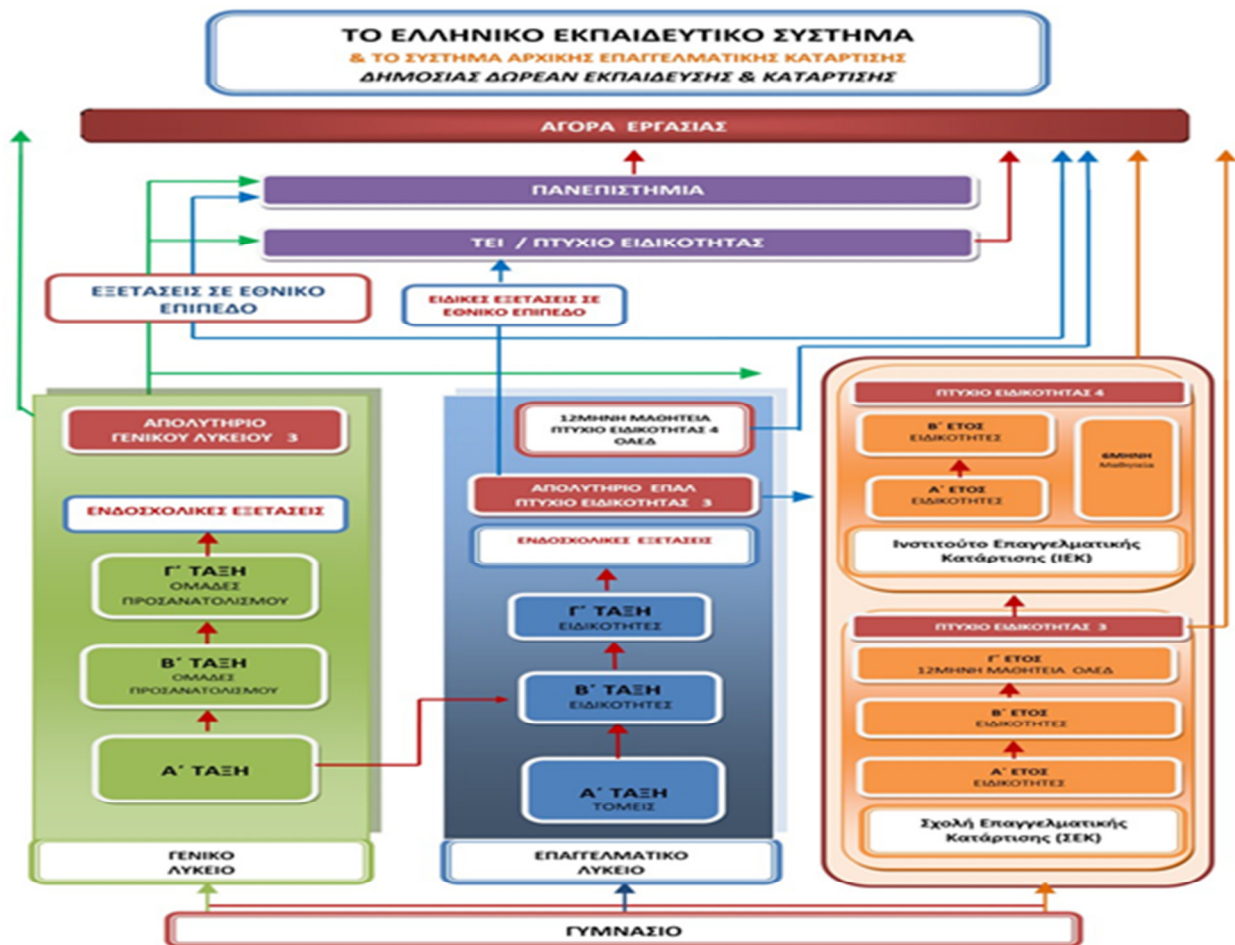 ΤΟ ΕΛΛΗΝΙΚΟ ΕΚΠΑΙΔΕΥΤΙΚΟ ΣΥΣΤΗΜΑ
& ΤΟ ΣΥΣΤΗΜΑ ΑΡΧΙΚΗΣ ΕΠΑΓΓΕΛΜΑΤΙΚΗΣ ΚΑΤΑΡΤΙΣΗΣ
ΔΗΜΟΣΙΑΣ ΔΩΡΕΑΝ ΕΚΠΑΙΔΕΥΣΗΣ & ΚΑΤΑΡΤΙΣΗΣ
ΑΓΟΡΑ ΕΡΓΑΣΙΑΣ
ΠΑΝΕΠΙΣΤΗΜΙΑ
ΤΕΙ / ΠΤΥΧΙΟ ΕΙΔΙΚΟΤΗΤΑΣ
ΕΞΕΤΑΣΕΙΣ ΣΕ ΕΘΝΙΚΟ
ΕΠΙΠΕΔΟ
ΕΙΔΙΚΕΣ ΕΞΕΤΑΣΕΙΣ ΣΕ
ΕΘΝΙΚΟ ΕΠΙΠΕΔΟ
ΑΠΟΛΥΤΗΡΙΟ
ΓΕΝΙΚΟΥ ΛΥΚΕΙΟΥ 3
ΕΝΔΟΣΧΟΛΙΚΕΣ ΕΞΕΤΑΣΕΙΣ
Γ΄ ΤΑΞΗ
ΟΜΑΔΕΣ
ΠΡΟΣΑΝΑΤΟΛΙΣΜΟΥ
Β΄ ΤΑΞΗ
ΟΜΑΔΕΣ
ΠΡΟΣΑΝΑΤΟΛΙΣΜΟΥ
Α΄ ΤΑΞΗ
ΓΕΝΙΚΟ
ΛΥΚΕΙΟ
12ΜΗΝΗ ΜΑΘΗΤΕΙΑ
ΠΤΥΧΙΟ ΕΙΔΙΚΟΤΗΤΑΣ 4
ΟΑΕΔ
ΑΠΟΛΥΤΗΡΙΟ ΕΠΑΛ
ΠΤΥΧΙΟ ΕΙΔΙΚΟΤΗΤΑΣ 3
ΕΝΔΟΣΧΟΛΙΚΕΣ ΕΞΕΤΑΣΕΙΣ
Γ΄ ΤΑΞΗ
ΕΙΔΙΚΟΤΗΤΕΣ
Β΄ ΤΑΞΗ
ΕΙΔΙΚΟΤΗΤΕΣ
Α΄ ΤΑΞΗ
ΤΟΜΕΙΣ
ΕΠΑΓΓΕΛΜΑΤΙΚΟ
ΛΥΚΕΙΟ
ΠΤΥΧΙΟ ΕΙΔΙΚΟΤΗΤΑΣ 4
Β΄ ΕΤΟΣ
ΕΙΔΙΚΟΤΗΤΕΣ
Α΄ ΕΤΟΣ
ΕΙΔΙΚΟΤΗΤΕΣ
6ΜΗΝΗ
Μαθητεία
Ινστιτούτο Επαγγελματικής
Κατάρτισης (ΙΕΚ)
ΠΤΥΧΙΟ ΕΙΔΙΚΟΤΗΤΑΣ 3
Γ΄ ΕΤΟΣ
12ΜΗΝΗ ΜΑΘΗΤΕΙΑ ΟΑΕΔ
Β΄ ΕΤΟΣ
ΕΙΔΙΚΟΤΗΤΕΣ
Α΄ ΕΤΟΣ
ΕΙΔΙΚΟΤΗΤΕΣ
Σχολή Επαγγελματικής
Κατάρτισης (ΣΕΚ)
ΓΥΜΝΑΣΙΟ